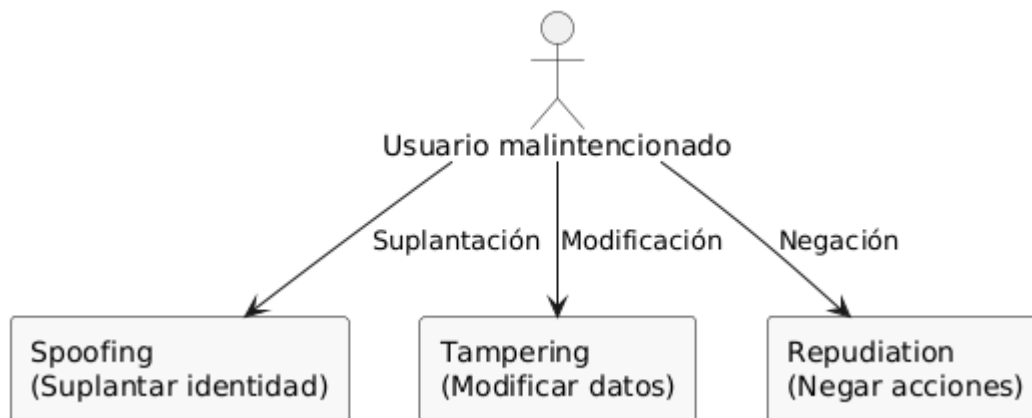 Usuario malintencionado
Suplantación
Modificación
Negación
Spoofing
(Suplantar identidad)
Tampering
(Modificar datos)
Repudiation
(Negar acciones)